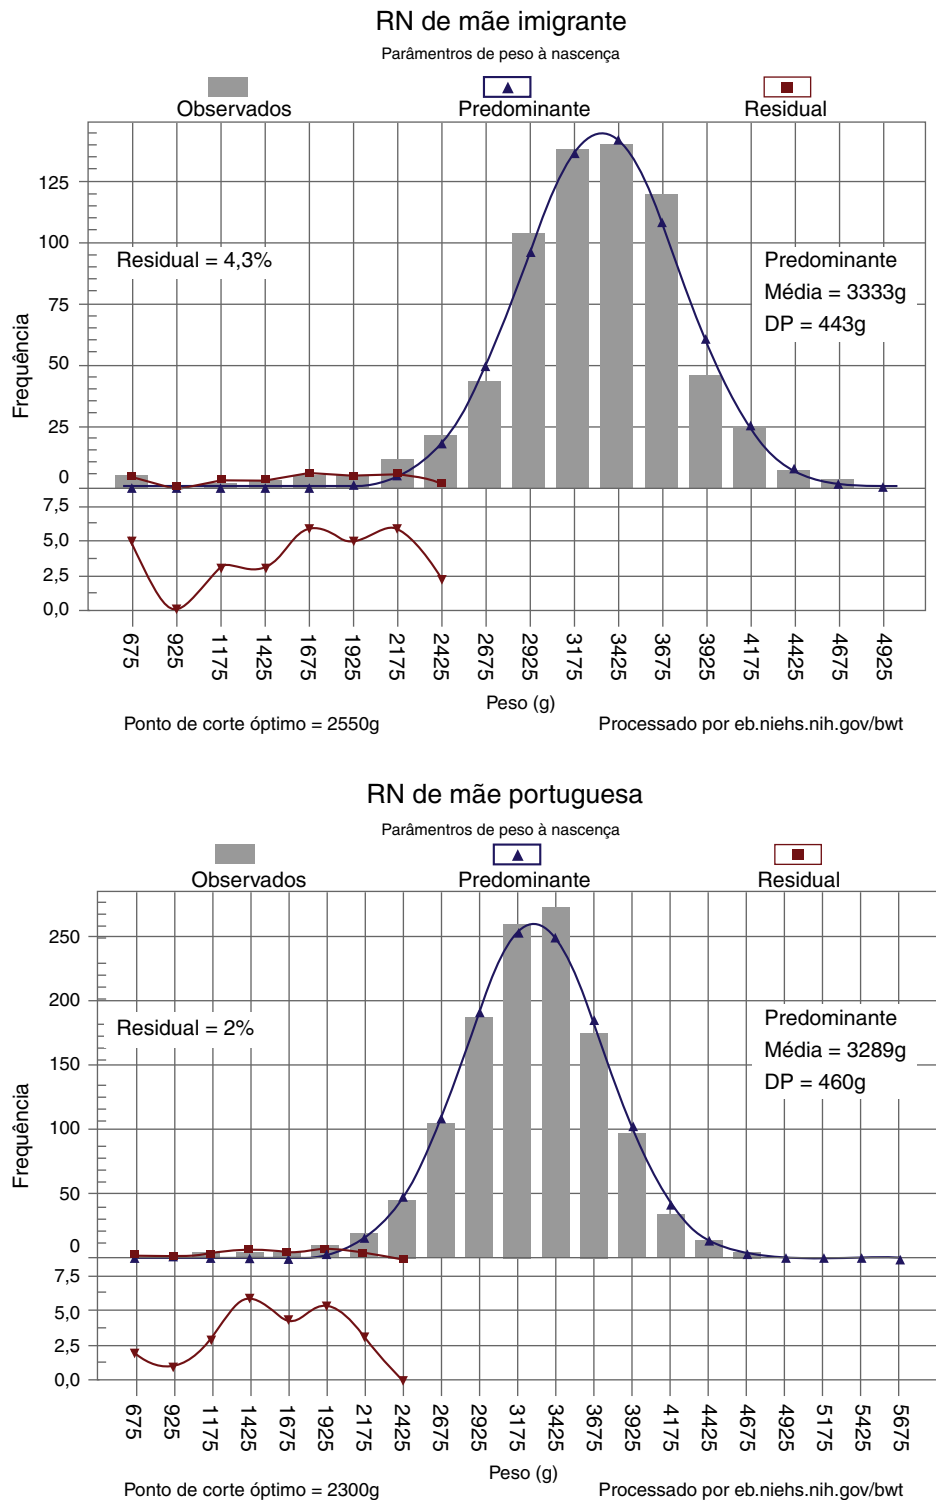 RN de mãe imigrante
Parâmentros de peso à nascença
Observados Predominante Residual
125
100
75
50
25
0
7,5
5,0
2,5
0,0
Frequência
Residual = 4,3%
Predominante
Média = 3333g
DP = 443g
675 925 1175 1425 1675 1925 2175 2425 2675 2925 3175 3425 3675 3925 4175 4425 4675 4925
Peso (g)
Ponto de corte óptimo = 2550g Processado por eb.niehs.nih.gov/bwt
RN de mãe portuguesa
Parâmentros de peso à nascença
Observados Predominante Residual
250
200
150
100
50
0
7,5
5,0
2,5
0,0
Frequência
Residual = 2%
Predominante
Média = 3289g
DP = 460g
675 925 1175 1425 1675 1925 2175 2425 2675 2925 3175 3425 3675 3925 4175 4425 4675 4925 5175 5425 5675
Peso (g)
Ponto de corte óptimo = 2300g Processado por eb.niehs.nih.gov/bwt